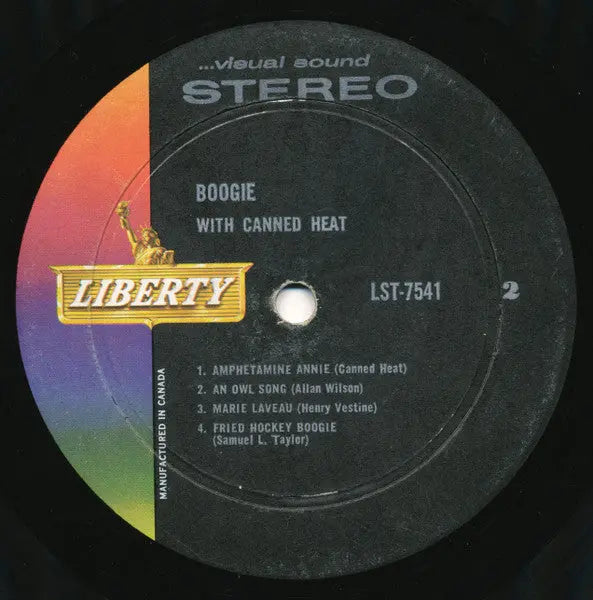 ...visual sound
STEREO
BOOGIE
WITH CANNED HEAT
LIBERTY
LST-7541 2
1. AMPHETAMINE ANNIE (Canned Heat)
2. AN OWL SONG (Allan Wilson)
3. MARIE LAVEAU (Henry Vestine)
4. FRIED HOCKEY BOOGIE
(Samuel L. Taylor)
MANUFACTURED IN CANADA